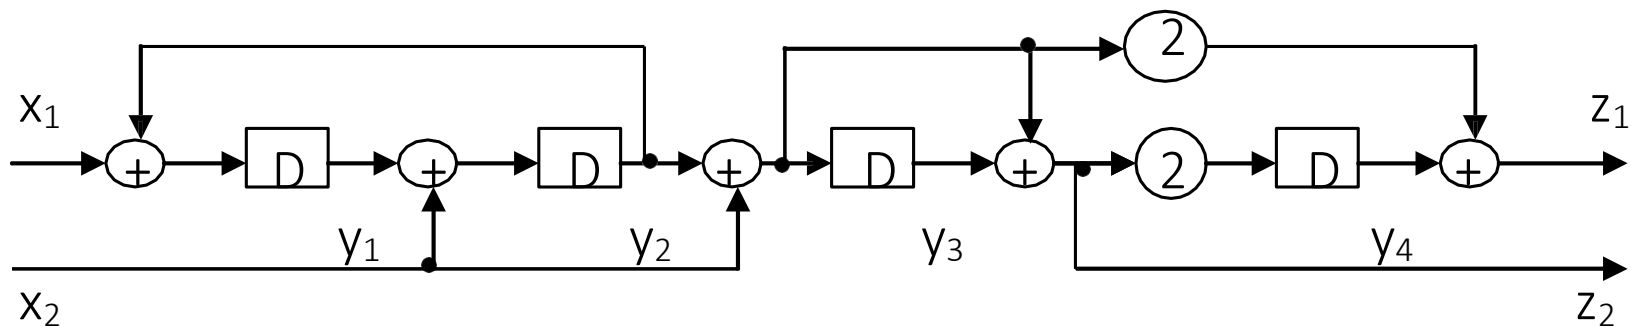 2
x₁ z₁
+ D + D + D + 2 D +
y₁ y₂ y₃ y₄
x₂ z₂